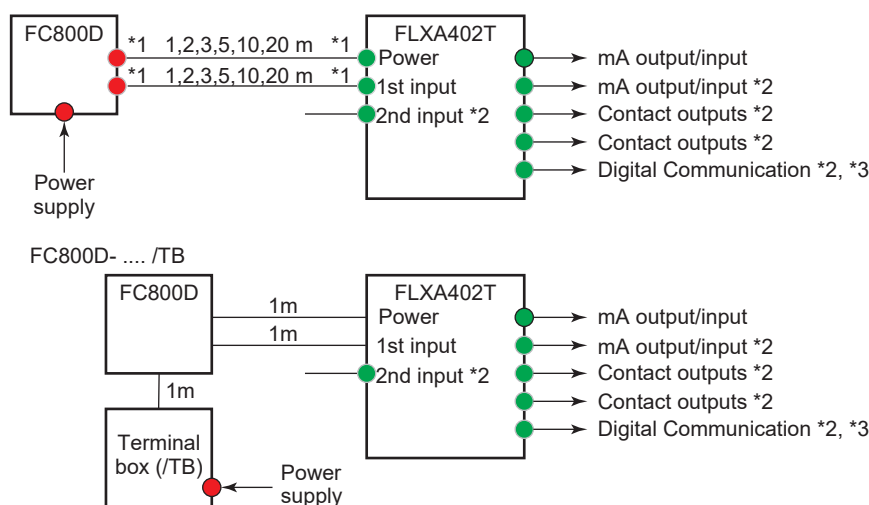 FC800D
FLXA402T
*1 1,2,3,5,10,20 m *1
Power
mA output/input
*1 1,2,3,5,10,20 m *1
1st input
mA output/input *2
2nd input *2
Contact outputs *2
Contact outputs *2
Digital Communication *2, *3
Power
supply
FC800D- .... /TB
FC800D
FLXA402T
1m
Power
mA output/input
1m
1st input
mA output/input *2
2nd input *2
Contact outputs *2
1m
Contact outputs *2
Digital Communication *2, *3
Terminal
box (/TB)
Power
supply